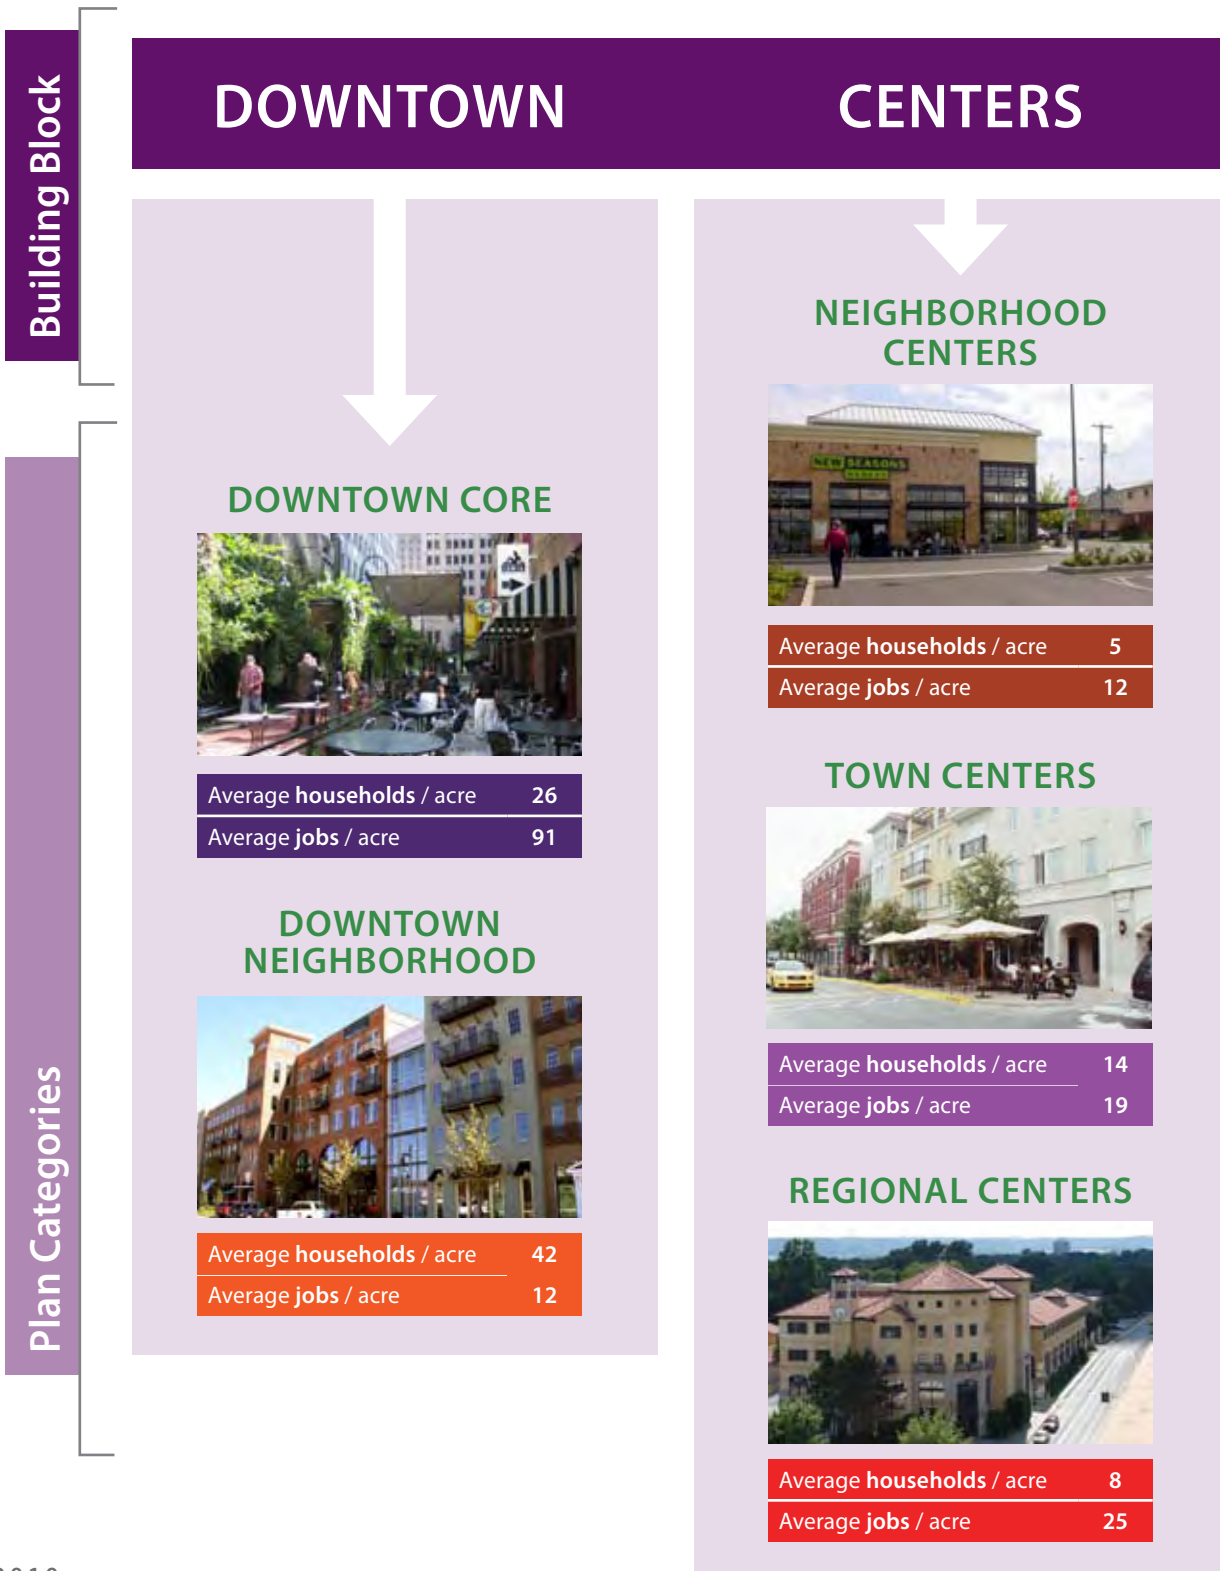 Building Block
DOWNTOWN
CENTERS
Plan Categories
DOWNTOWN CORE
Average households / acre 26
Average jobs / acre 91
DOWNTOWN
NEIGHBORHOOD
Average households / acre 42
Average jobs / acre 12
NEIGHBORHOOD
CENTERS
NEW SEASONS
MARKET
Average households / acre 5
Average jobs / acre 12
TOWN CENTERS
Average households / acre 14
Average jobs / acre 19
REGIONAL CENTERS
Average households / acre 8
Average jobs / acre 25